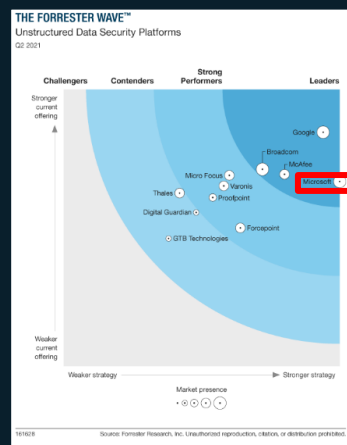 THE FORRESTER WAVE™
Unstructured Data Security Platforms
Q2 2021
Challengers
Contenders
Strong
Performers
Leaders
Stronger
current
offering
Google
Broadcom
McAfee
Microsoft
Micro Focus
Varonis
Thales
Proofpoint
Digital Guardian
Forcepoint
GTB Technologies
Weaker
current
offering
Weaker strategy
Stronger strategy
Market presence
161628
Source: Forrester Research, Inc. Unauthorized reproduction, citation, or distribution prohibited.